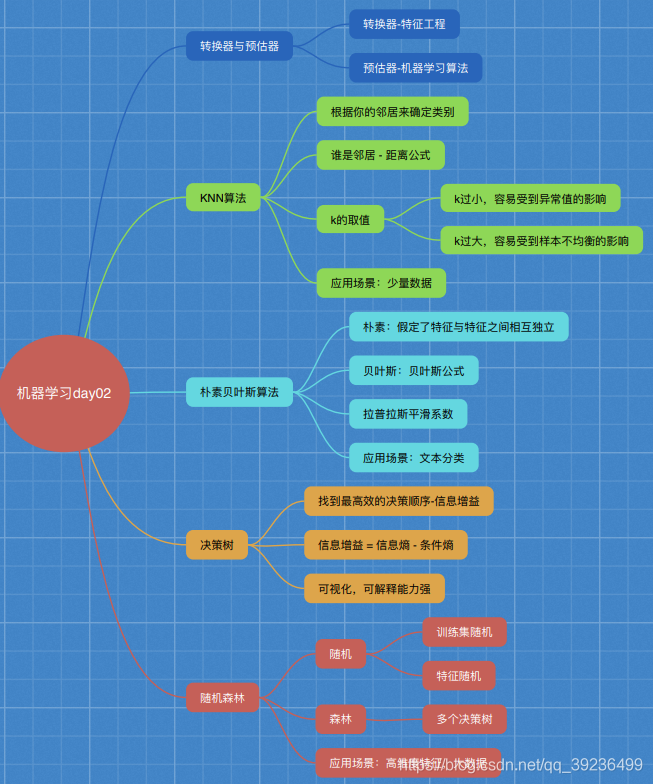 转换器-特征工程
转换器与预估器
预估器-机器学习算法
根据你的邻居来确定类别
谁是邻居 - 距离公式
KNN算法
k过小，容易受到异常值的影响
k的取值
k过大，容易受到样本不均衡的影响
应用场景：少量数据
朴素：假定了特征与特征之间相互独立
贝叶斯：贝叶斯公式
机器学习day02
朴素贝叶斯算法
拉普拉斯平滑系数
应用场景：文本分类
找到最高效的决策顺序-信息增益
决策树
信息增益 = 信息熵 - 条件熵
可视化，可解释能力强
训练集随机
随机
特征随机
随机森林
森林
多个决策树
应用场景：高维度特征，大数据
https://blog.csdn.net/qq_39236499